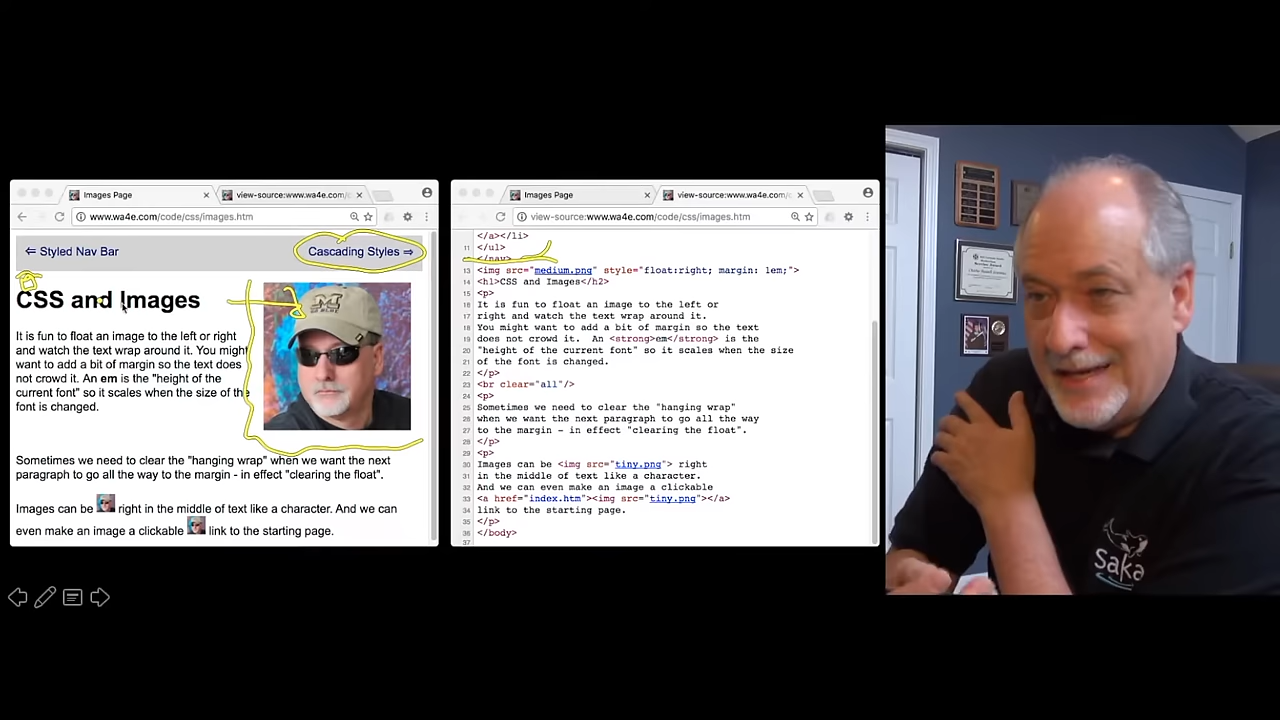 Images Page
view-source:www.wa4e.com/c
www.wa4e.com/code/css/images.htm
⇐ Styled Nav Bar
Cascading Styles ⇒
CSS and Images
It is fun to float an image to the left or right
and watch the text wrap around it. You might
want to add a bit of margin so the text does
not crowd it. An em is the "height of the
current font" so it scales when the size of the
font is changed.
Sometimes we need to clear the "hanging wrap" when we want the next
paragraph to go all the way to the margin - in effect "clearing the float".
Images can be right in the middle of text like a character. And we can
even make an image a clickable link to the starting page.
Images Page
view-source:www.wa4e.com/c
view-source:www.wa4e.com/code/css/images.htm
</a></li>
11 </ul>
</nav>
13 <img src="medium.png" style="float:right; margin: 1em;">
14 <h1>CSS and Images</h2>
15 <p>
16 It is fun to float an image to the left or
17 right and watch the text wrap around it.
18 You might want to add a bit of margin so the text
19 does not crowd it.  An <strong>em</strong> is the
20 "height of the current font" so it scales when the size
21 of the font is changed.
22 </p>
23 <br clear="all"/>
24 <p>
25 Sometimes we need to clear the "hanging wrap"
26 when we want the next paragraph to go all the way
27 to the margin - in effect "clearing the float".
28 </p>
29 <p>
30 Images can be <img src="tiny.png"> right
31 in the middle of text like a character.
32 And we can even make an image a clickable
33 <a href="index.htm"><img src="tiny.png"></a>
34 link to the starting page.
35 </p>
36 </body>
37
saka